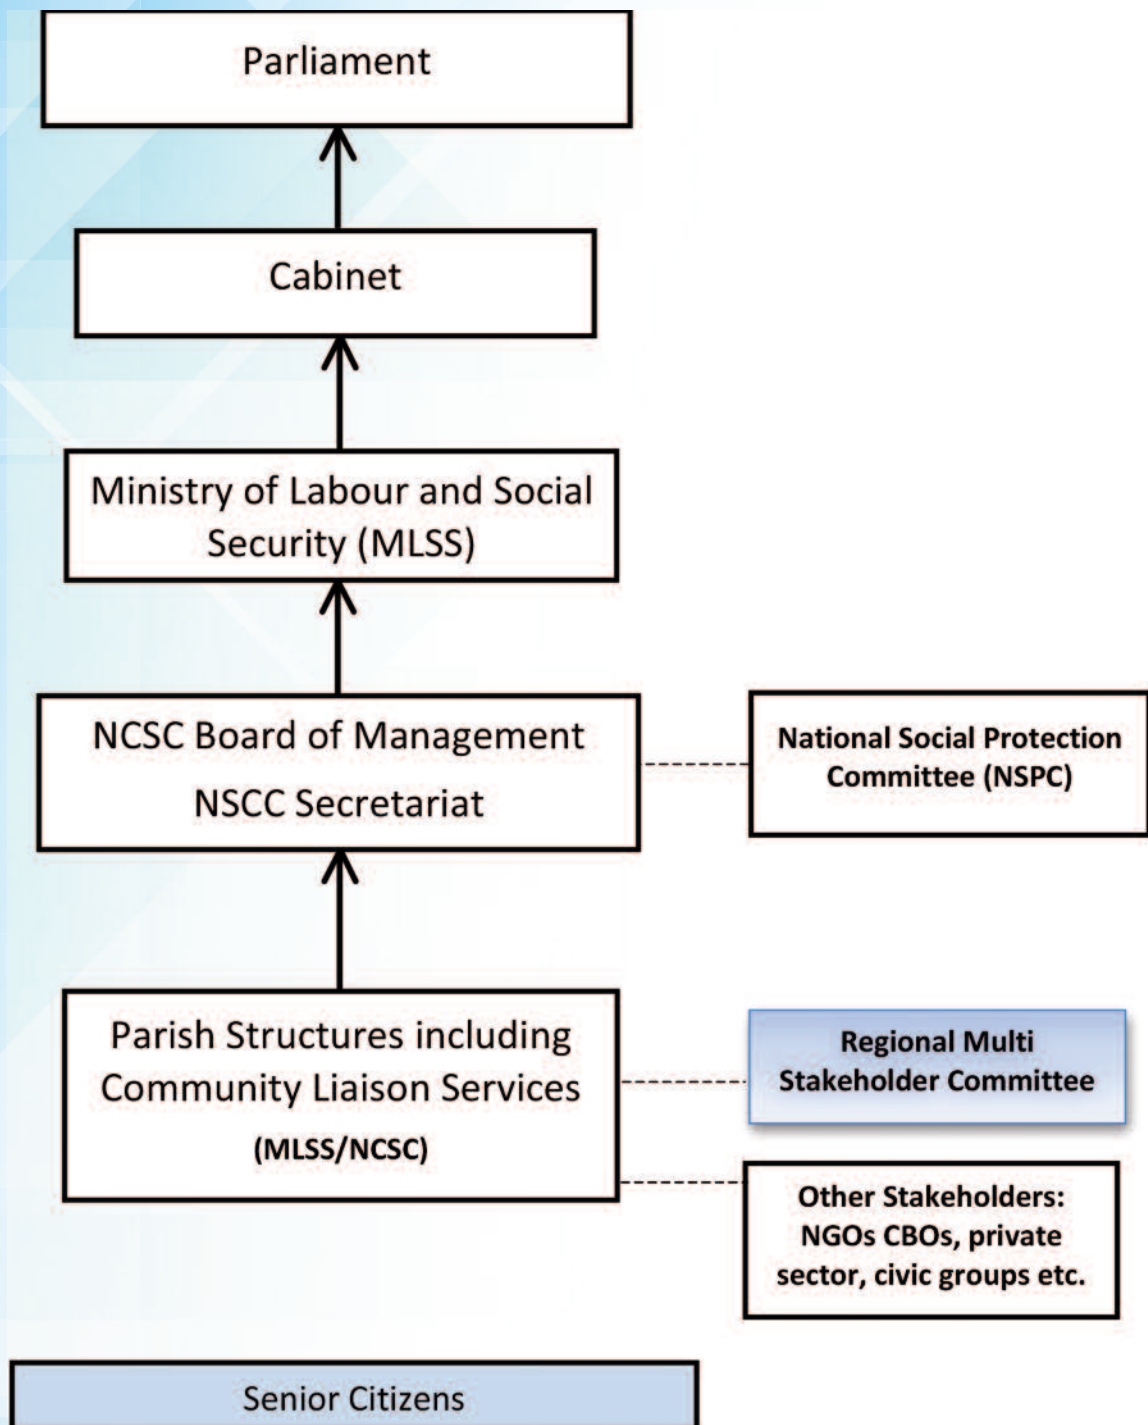 Parliament
Cabinet
Ministry of Labour and Social
Security (MLSS)
NCSC Board of Management
NSCC Secretariat
National Social Protection
Committee (NSPC)
Parish Structures including
Community Liaison Services
(MLSS/NCSC)
Regional Multi
Stakeholder Committee
Other Stakeholders:
NGOs CBOs, private
sector, civic groups etc.
Senior Citizens